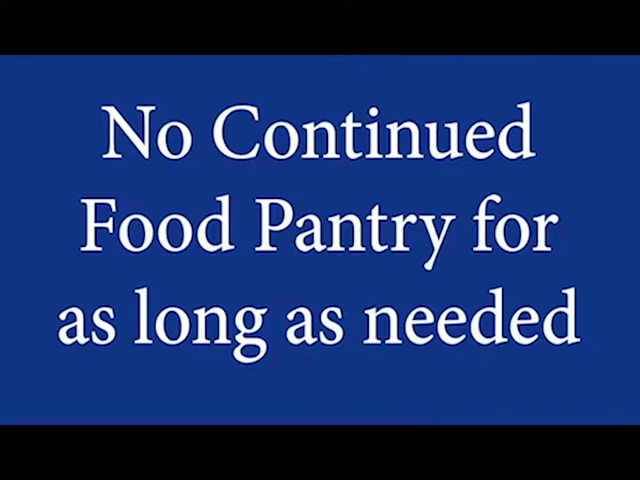 No Continued
Food Pantry for
as long as needed